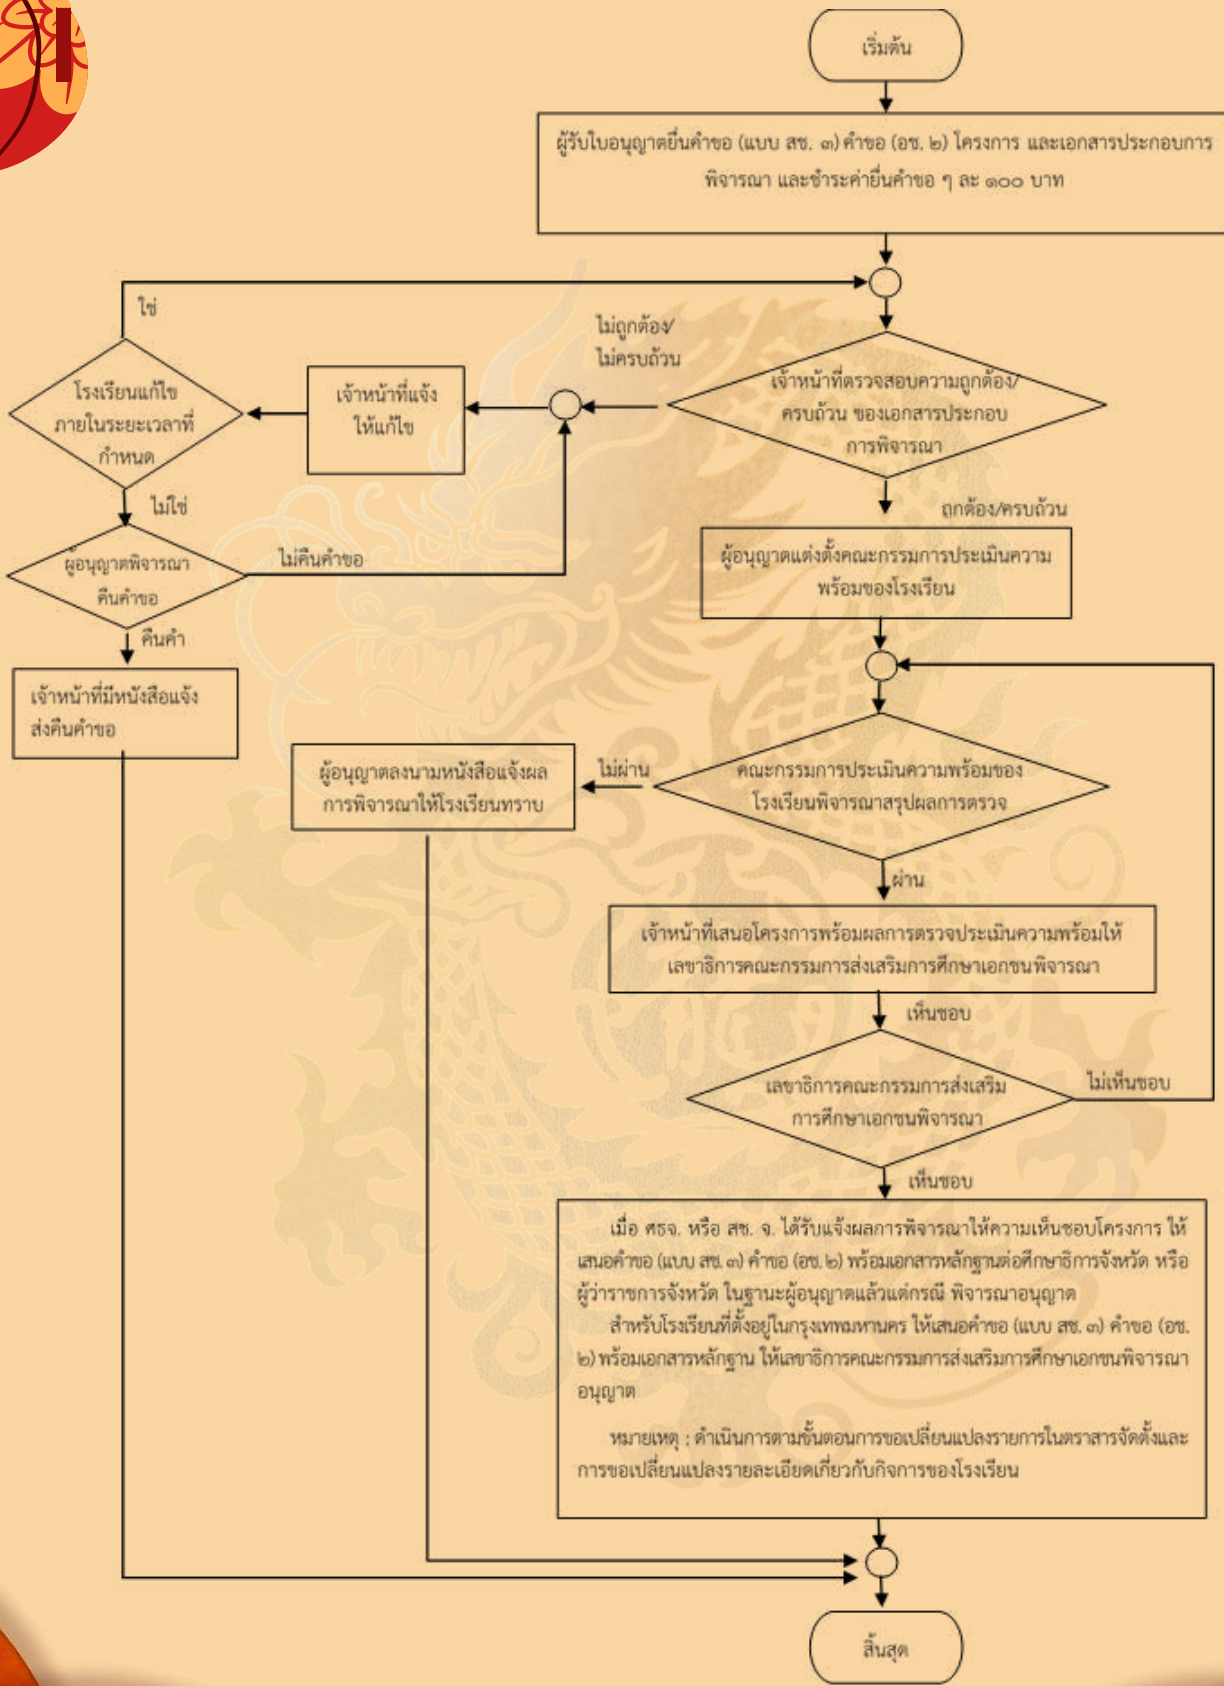 เริ่มต้น
ผู้รับใบอนุญาตยื่นคำขอ (แบบ สช. ๓) คำขอ (อช. ๒) โครงการ และเอกสารประกอบการ
พิจารณา และชำระค่ายื่นคำขอ ๆ ละ ๑๐๐ บาท
ใช่
ไม่ถูกต้อง/
ไม่ครบถ้วน
โรงเรียนแก้ไข
ภายในระยะเวลาที่
กำหนด
เจ้าหน้าที่แจ้ง
ให้แก้ไข
เจ้าหน้าที่ตรวจสอบความถูกต้อง/
ครบถ้วน ของเอกสารประกอบ
การพิจารณา
ไม่ใช่
ถูกต้อง/ครบถ้วน
ผู้อนุญาตพิจารณา
คืนคำขอ
ไม่คืนคำขอ
ผู้อนุญาตแต่งตั้งคณะกรรมการประเมินความ
พร้อมของโรงเรียน
คืนคำ
เจ้าหน้าที่มีหนังสือแจ้ง
ส่งคืนคำขอ
ผู้อนุญาตลงนามหนังสือแจ้งผล
การพิจารณาให้โรงเรียนทราบ
ไม่ผ่าน
คณะกรรมการประเมินความพร้อมของ
โรงเรียนพิจารณาสรุปผลการตรวจ
ผ่าน
เจ้าหน้าที่เสนอโครงการพร้อมผลการตรวจประเมินความพร้อมให้
เลขาธิการคณะกรรมการส่งเสริมการศึกษาเอกชนพิจารณา
เห็นชอบ
เลขาธิการคณะกรรมการส่งเสริม
การศึกษาเอกชนพิจารณา
ไม่เห็นชอบ
เห็นชอบ
เมื่อ ศธจ. หรือ สช. จ. ได้รับแจ้งผลการพิจารณาให้ความเห็นชอบโครงการ ให้
เสนอคำขอ (แบบ สช. ๓) คำขอ (อช. ๒) พร้อมเอกสารหลักฐานต่อศึกษาธิการจังหวัด หรือ
ผู้ว่าราชการจังหวัด ในฐานะผู้อนุญาตแล้วแต่กรณี พิจารณาอนุญาต
สำหรับโรงเรียนที่ตั้งอยู่ในกรุงเทพมหานคร ให้เสนอคำขอ (แบบ สช. ๓) คำขอ (อช.
๒) พร้อมเอกสารหลักฐาน ให้เลขาธิการคณะกรรมการส่งเสริมการศึกษาเอกชนพิจารณา
อนุญาต
หมายเหตุ : ดำเนินการตามขั้นตอนการขอเปลี่ยนแปลงรายการในตราสารจัดตั้งและ
การขอเปลี่ยนแปลงรายละเอียดเกี่ยวกับกิจการของโรงเรียน
สิ้นสุด